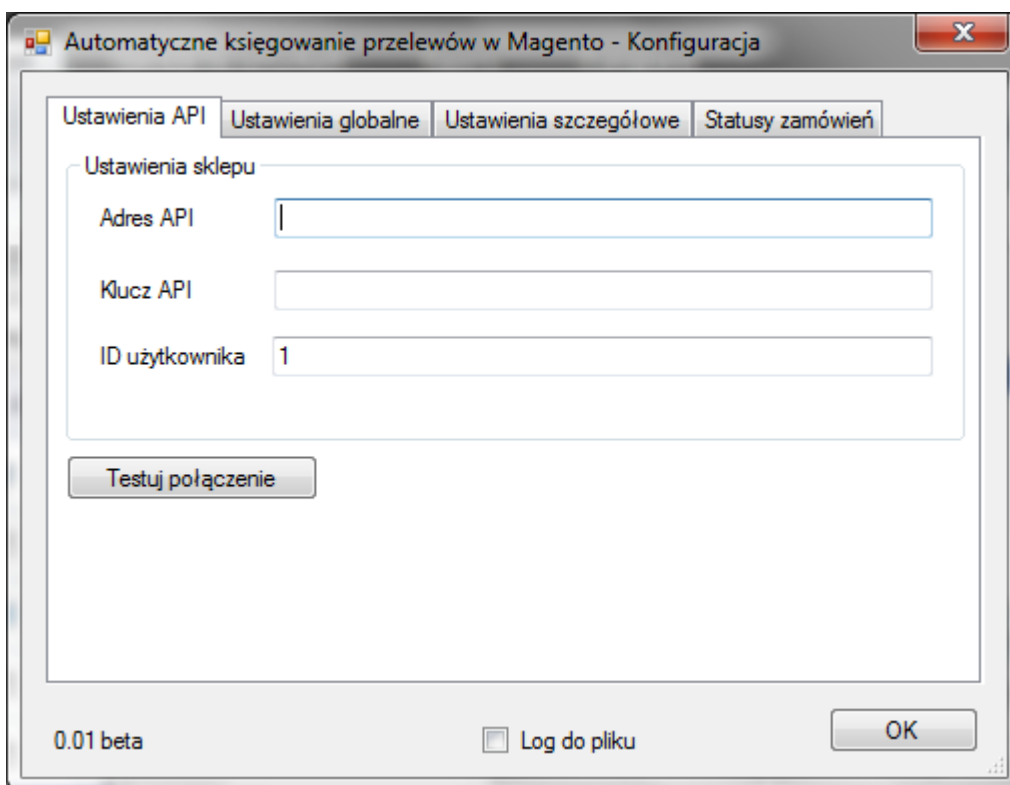 Automatyczne księgowanie przelewów w Magento - Konfiguracja
Ustawienia API Ustawienia globalne Ustawienia szczegółowe Statusy zamówień
Ustawienia sklepu
Adres API
Klucz API
ID użytkownika 1
Testuj połączenie
0.01 beta Log do pliku OK